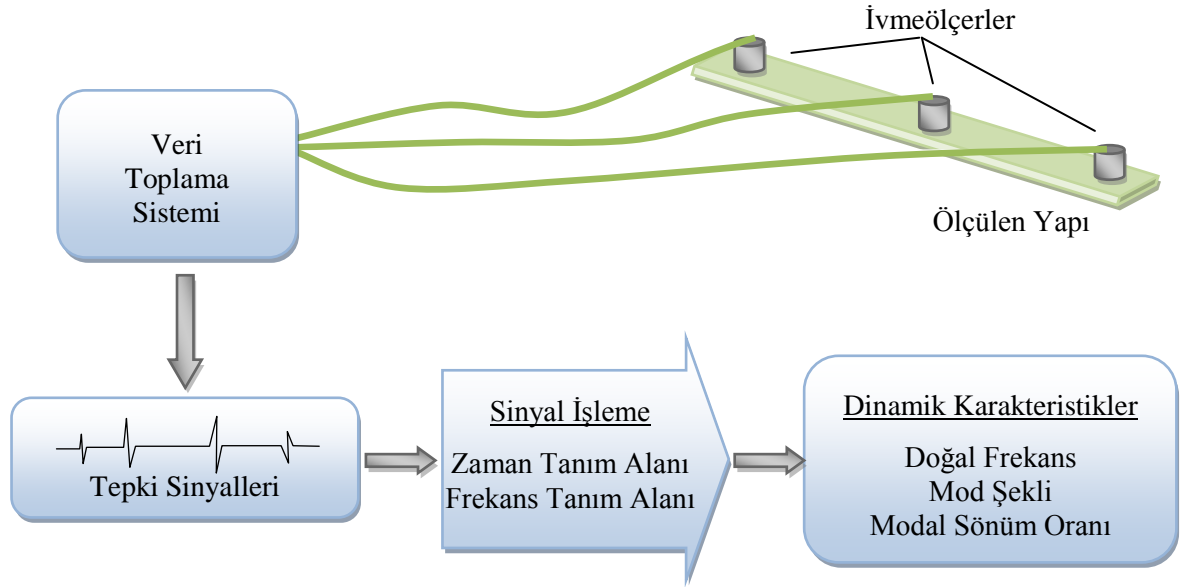 İvmeölçerler
Veri
Toplama
Sistemi
Ölçülen Yapı
Tepki Sinyalleri
Sinyal İşleme
Zaman Tanım Alanı
Frekans Tanım Alanı
Dinamik Karakteristikler
Doğal Frekans
Mod Şekli
Modal Sönüm Oranı